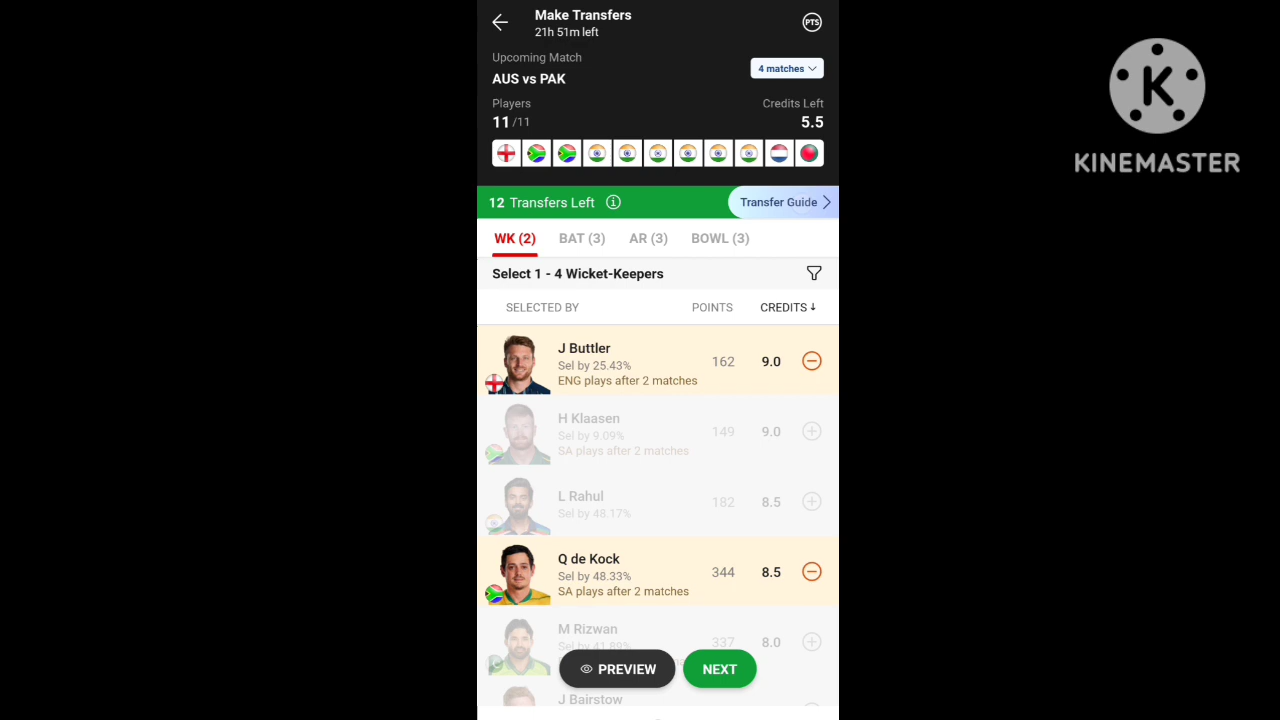 Make Transfers
21h 51m left
PTS
Upcoming Match
AUS vs PAK
4 matches
Players
Credits Left
11 /11
5.5
12 Transfers Left
Transfer Guide
WK (2) BAT (3) AR (3) BOWL (3)
Select 1 - 4 Wicket-Keepers
SELECTED BY POINTS CREDITS ↓
J Buttler
Sel by 25.43%
162 9.0
ENG plays after 2 matches
H Klaasen
Sel by 9.09%
149 9.0
SA plays after 2 matches
L Rahul
Sel by 48.17%
182 8.5
Q de Kock
Sel by 48.33%
344 8.5
SA plays after 2 matches
M Rizwan
Sel by 41.89%
337 8.0
PREVIEW
NEXT
J Bairstow
K
KINEMASTER